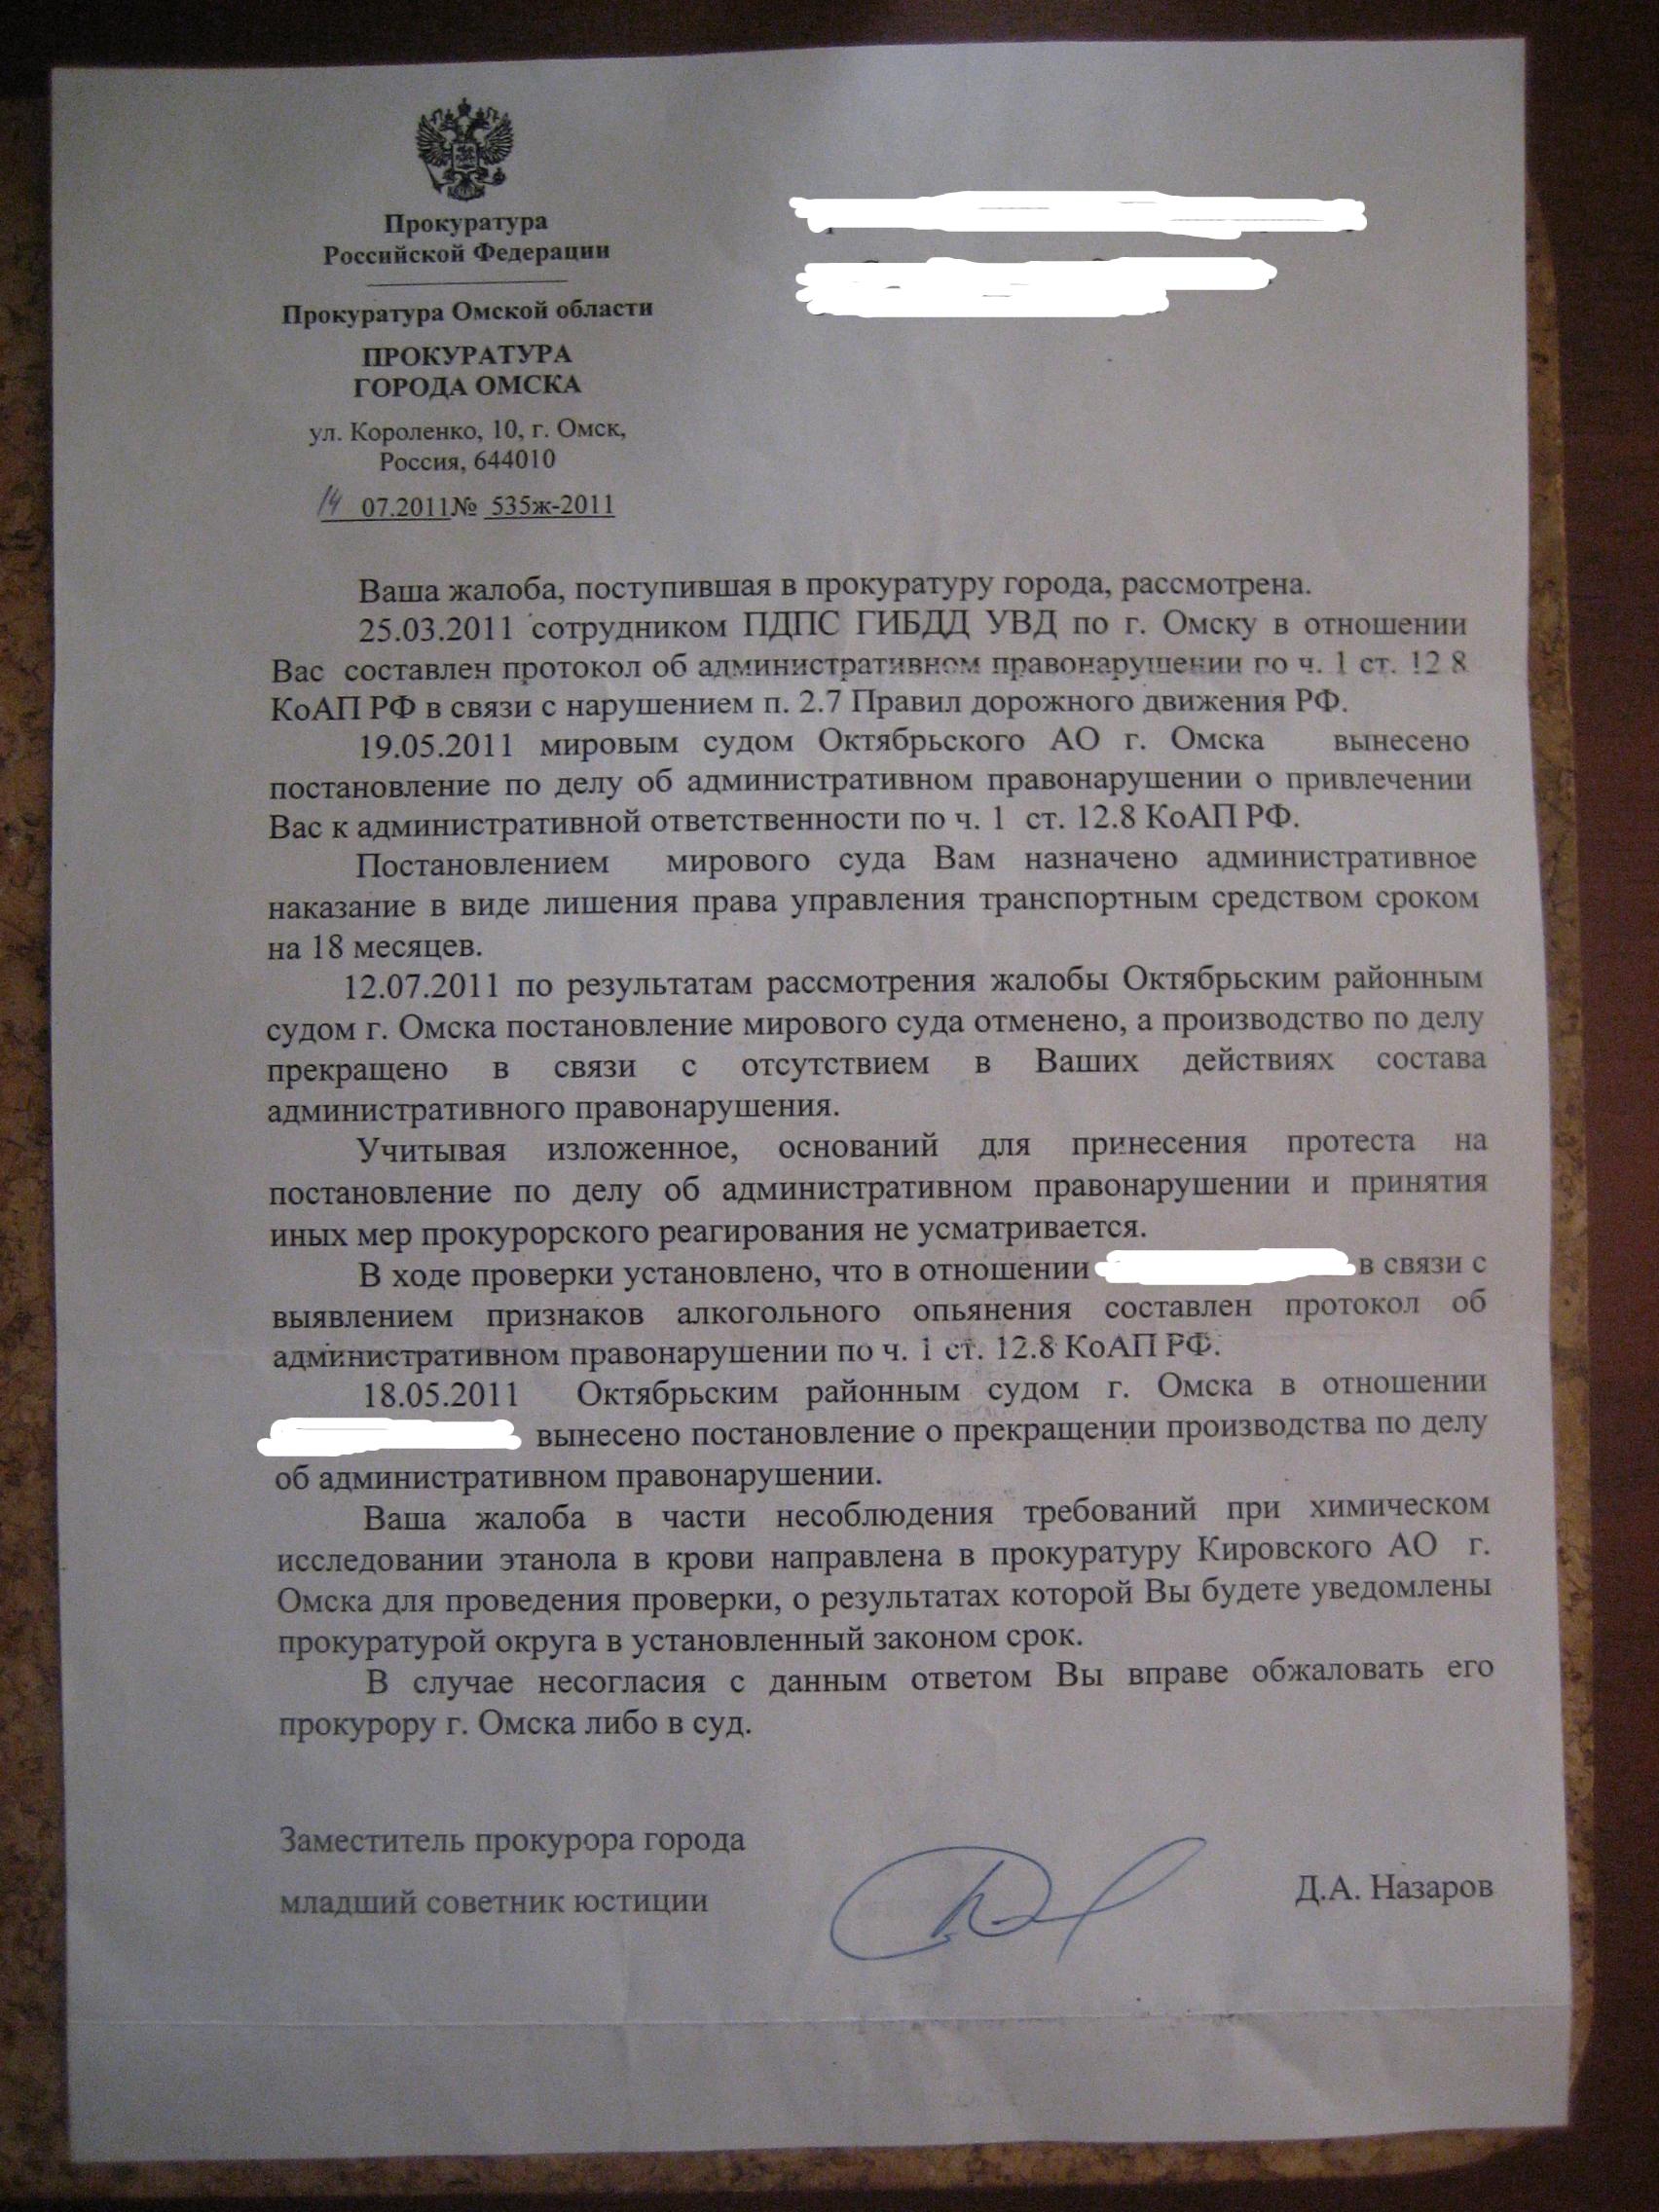 Прокуратура
Российской Федерации
Прокуратура Омской области
ПРОКУРАТУРА
ГОРОДА ОМСКА
ул. Короленко, 10, г. Омск,
Россия, 644010
14 07.2011№ 535ж-2011
Ваша жалоба, поступившая в прокуратуру города, рассмотрена.
25.03.2011 сотрудником ПДПС ГИБДД УВД по г. Омску в отношении
Вас составлен протокол об административном правонарушении по ч. 1 ст. 12 8
КоАП РФ в связи с нарушением п. 2.7 Правил дорожного движения РФ.
19.05.2011 мировым судом Октябрьского АО г. Омска вынесено
постановление по делу об административном правонарушении о привлечении
Вас к административной ответственности по ч. 1 ст. 12.8 КоАП РФ.
Постановлением мирового суда Вам назначено административное
наказание в виде лишения права управления транспортным средством сроком
на 18 месяцев.
12.07.2011 по результатам рассмотрения жалобы Октябрьским районным
судом г. Омска постановление мирового суда отменено, а производство по делу
прекращено в связи с отсутствием в Ваших действиях состава
административного правонарушения.
Учитывая изложенное, оснований для принесения протеста на
постановление по делу об административном правонарушении и принятия
иных мер прокурорского реагирования не усматривается.
В ходе проверки установлено, что в отношении в связи с
выявлением признаков алкогольного опьянения составлен протокол об
административном правонарушении по ч. 1 ст. 12.8 КоАП РФ.
18.05.2011 Октябрьским районным судом г. Омска в отношении
вынесено постановление о прекращении производства по делу
об административном правонарушении.
Ваша жалоба в части несоблюдения требований при химическом
исследовании этанола в крови направлена в прокуратуру Кировского АО г.
Омска для проведения проверки, о результатах которой Вы будете уведомлены
прокуратурой округа в установленный законом срок.
В случае несогласия с данным ответом Вы вправе обжаловать его
прокурору г. Омска либо в суд.
Заместитель прокурора города
младший советник юстиции
Д.А. Назаров